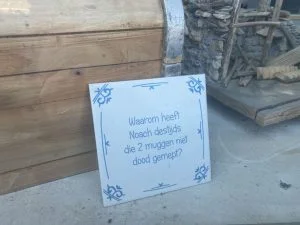 Waarom heeft
Noach destijds
die 2 muggen niet
dood gemept?